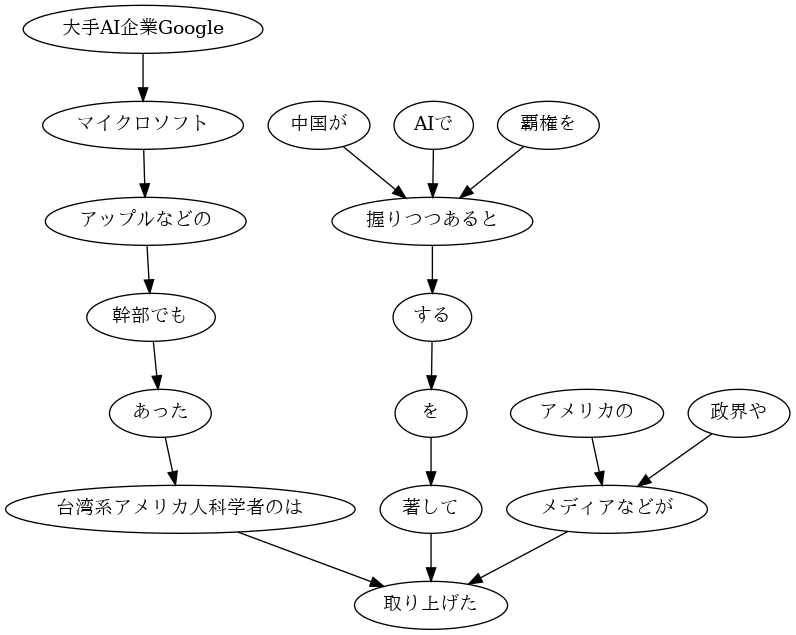 大手AI企業Google
マイクロソフト
中国が
AIで
覇権を
アップルなどの
握りつつあると
幹部でも
する
あった
を
アメリカの
政界や
台湾系アメリカ人科学者のは
著して
メディアなどが
取り上げた